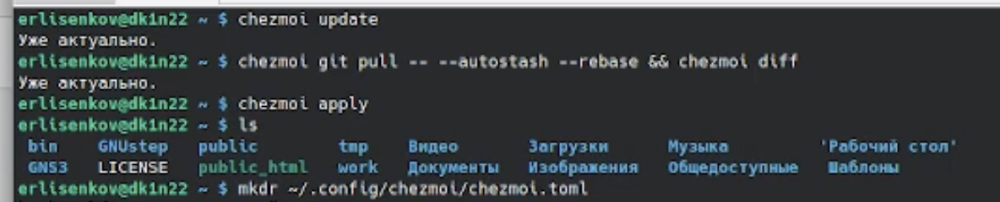 erlisenkov@dk1n22 ~ $ chezmoi update
Уже актуально.
erlisenkov@dk1n22 ~ $ chezmoi git pull -- --autostash --rebase && chezmoi diff
Уже актуально.
erlisenkov@dk1n22 ~ $ chezmoi apply
erlisenkov@dk1n22 ~ $ ls
bin GNUstep public tmp Видео Загрузки Музыка 'Рабочий стол'
GNS3 LICENSE public_html work Документы Изображения Общедоступные Шаблоны
erlisenkov@dk1n22 ~ $ mkdr ~/.config/chezmoi/chezmoi.toml